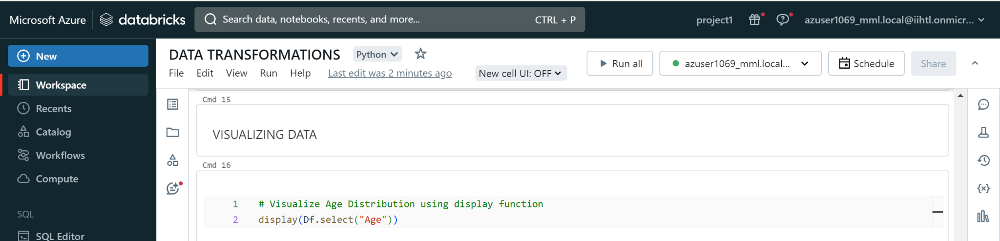 Microsoft Azure databricks Search data, notebooks, recents, and more... CTRL + P project1 azuser1069_mml.local@iihtl.onmicr...
New
Workspace
Recents
Catalog
Workflows
Compute
SQL
SQL Editor
DATA TRANSFORMATIONS Python
File Edit View Run Help Last edit was 2 minutes ago New cell UI: OFF
Run all azuser1069_mml.local... Schedule Share
Cmd 15
VISUALIZING DATA
Cmd 16
1 # Visualize Age Distribution using display function
2 display(Df.select("Age"))